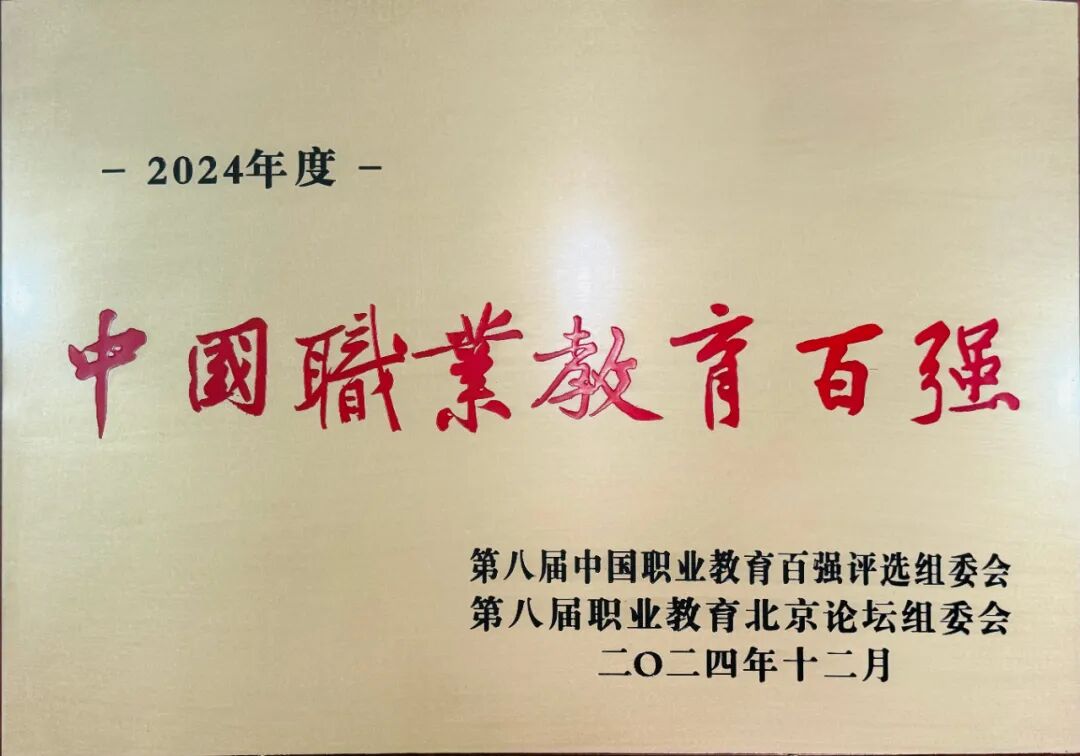 - 2024年度 -
中國職業教育百强
第八届中国职业教育百强评选组委会
第八届职业教育北京论坛组委会
二〇二四年十二月